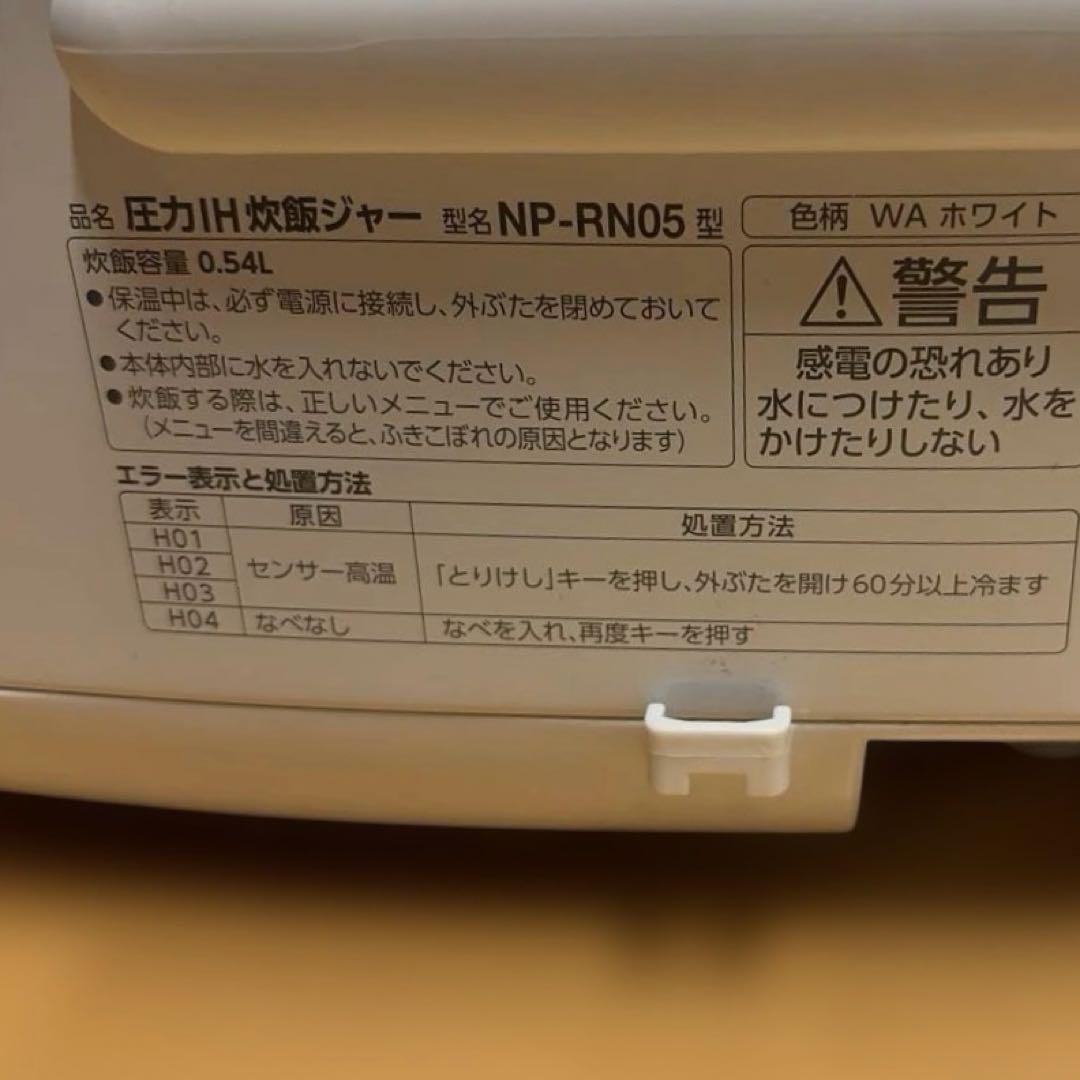 品名 圧力IH炊飯ジャー 型名 NP-RN05 型
色柄 WA ホワイト
炊飯容量 0.54L
●保温中は、必ず電源に接続し、外ぶたを閉めておいて
ください。
●本体内部に水を入れないでください。
●炊飯する際は、正しいメニューでご使用ください。
(メニューを間違えると、ふきこぼれの原因となります)
警告
感電の恐れあり
水につけたり、水を
かけたりしない
エラー表示と処置方法
表示 原因 処置方法
H01
H02 センサー高温 「とりけし」キーを押し、外ぶたを開け60分以上冷ます
H03
H04 なべなし なべを入れ、再度キーを押す